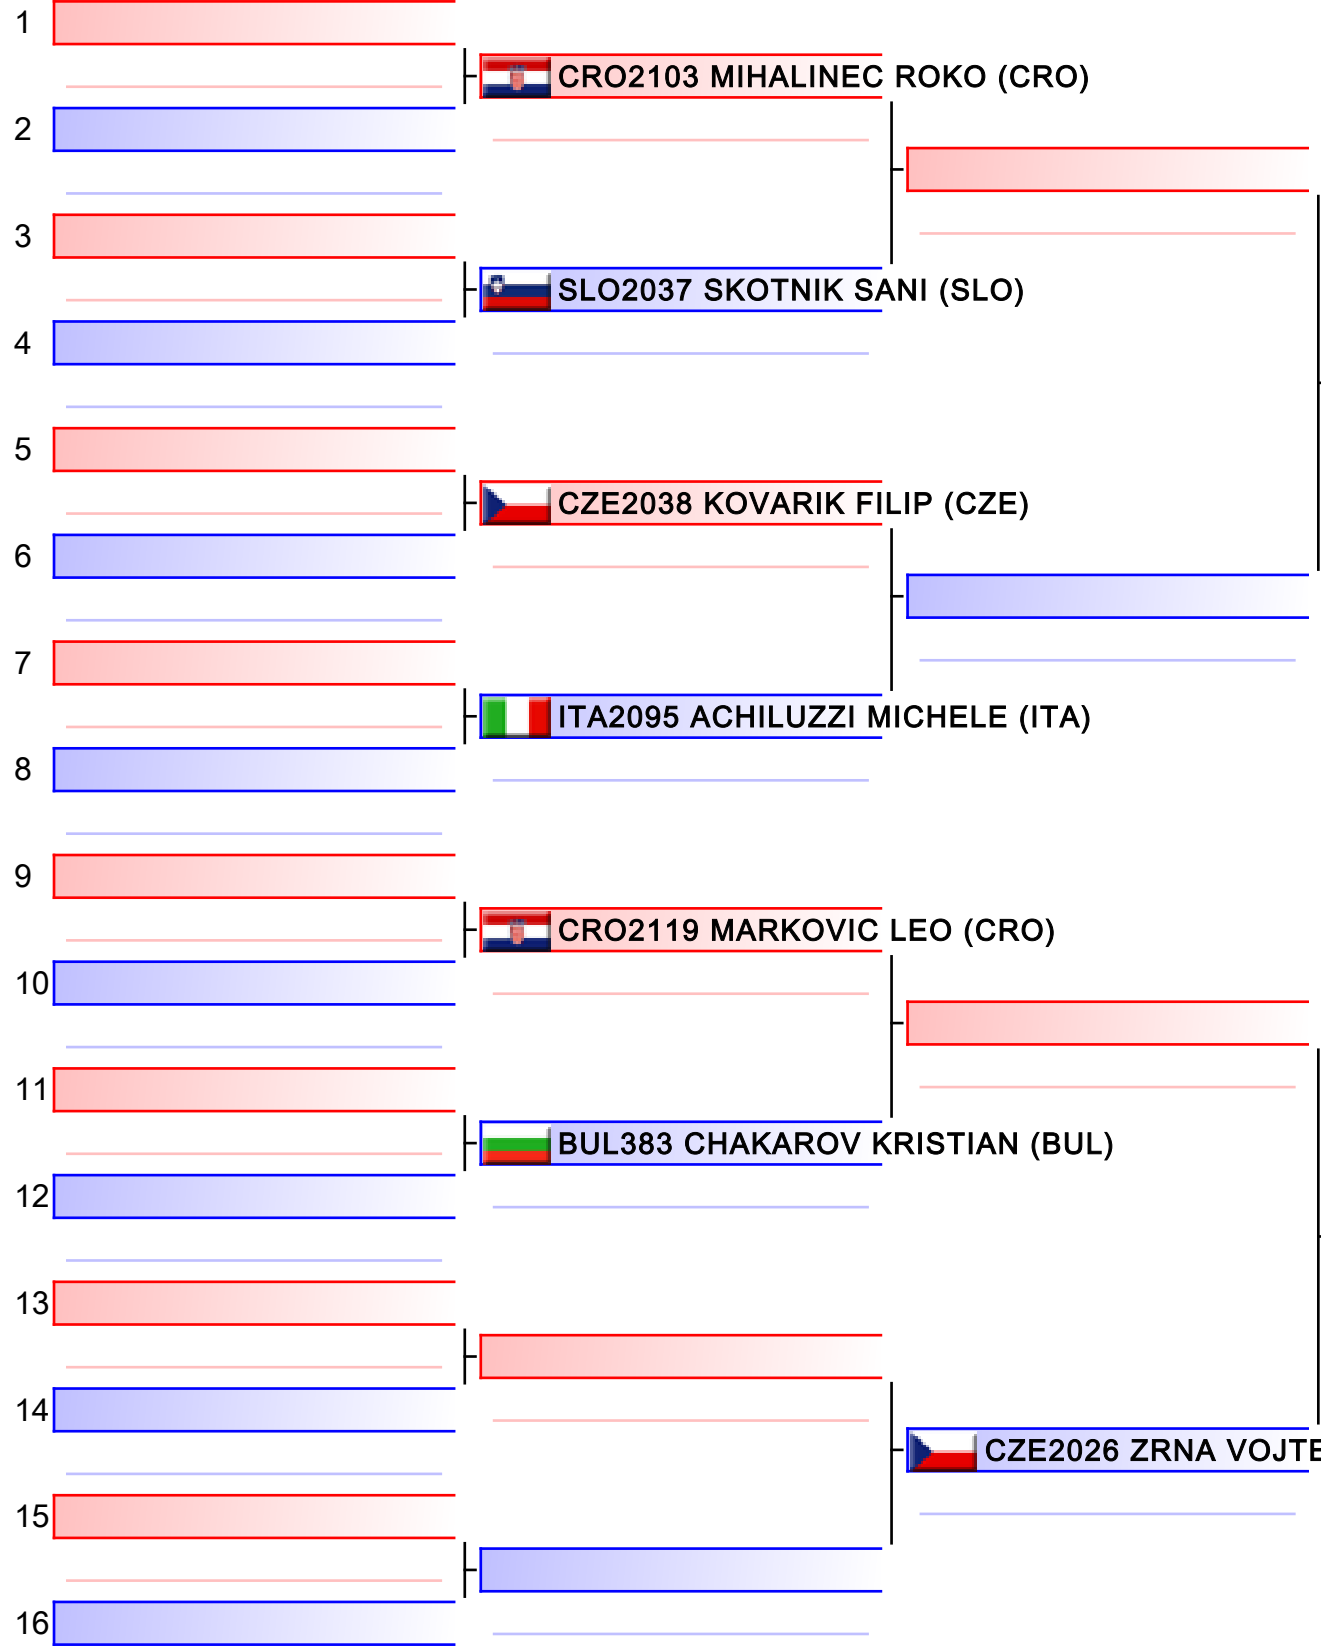 1
CRO2103 MIHALINEC ROKO (CRO)
2
3
SLO2037 SKOTNIK SANI (SLO)
4
5
CZE2038 KOVARIK FILIP (CZE)
6
7
ITA2095 ACHILUZZI MICHELE (ITA)
8
9
CRO2119 MARKOVIC LEO (CRO)
10
11
BUL383 CHAKAROV KRISTIAN (BUL)
12
13
14
CZE2026 ZRNA VOJTE
15
16